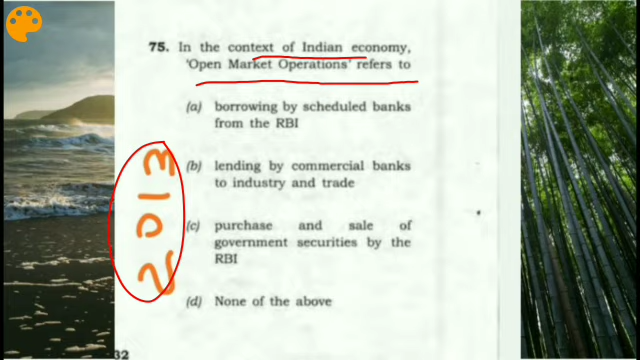 75. In the context of Indian economy,
'Open Market Operations' refers to
(a) borrowing by scheduled banks
from the RBI
(b) lending by commercial banks
to industry and trade
(c) purchase and sale of
government securities by the
RBI
(d) None of the above
2013
32